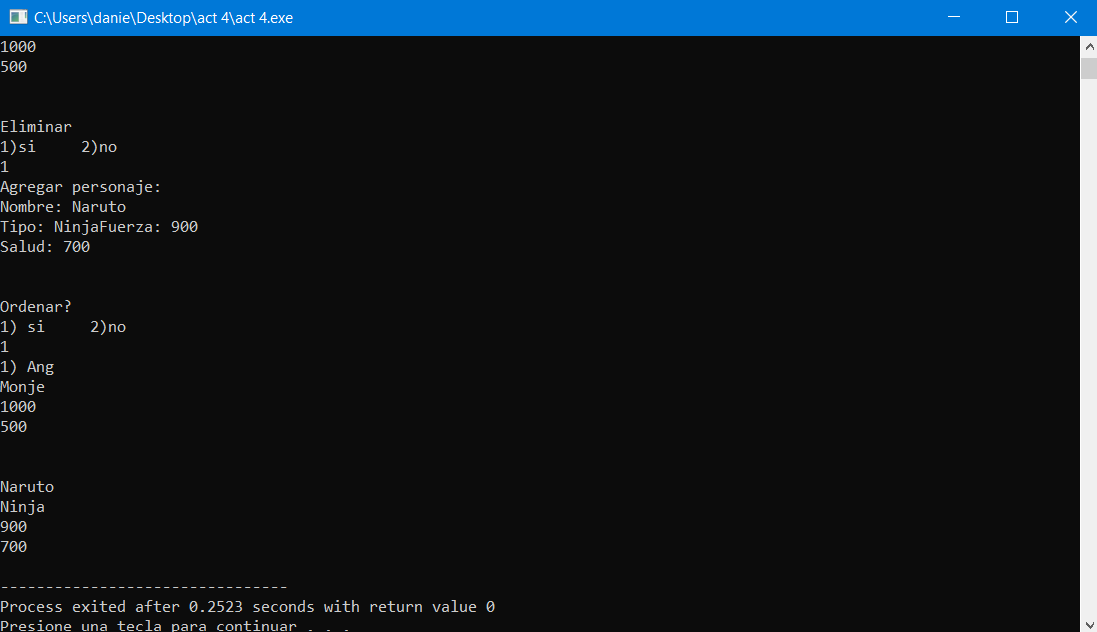 C:\Users\danie\Desktop\act 4\act 4.exe
1000
500
Eliminar
1)si     2)no
1
Agregar personaje:
Nombre: Naruto
Tipo: NinjaFuerza: 900
Salud: 700
Ordenar?
1) si     2)no
1
1) Ang
Monje
1000
500
Naruto
Ninja
900
700
--------------------------------
Process exited after 0.2523 seconds with return value 0
Presione una tecla para continuar . . .